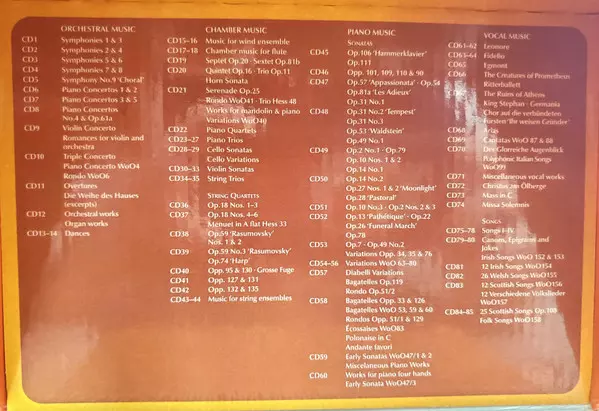 ORCHESTRAL MUSIC
CD1 Symphonies 1 & 3
CD2 Symphonies 2 & 4
CD3 Symphonies 5 & 6
CD4 Symphonies 7 & 8
CD5 Symphony No.9 'Choral'
CD6 Piano Concertos 1 & 2
CD7 Piano Concertos 3 & 5
CD8 Piano Concertos
No.4 & Op.61a
CD9 Violin Concerto
Romances for violin and
orchestra
CD10 Triple Concerto
Piano Concerto WoO4
Rondo WoO6
CD11 Overtures
Die Weihe des Hauses
(excerpts)
CD12 Orchestral works
Organ works
CD13–14 Dances
CHAMBER MUSIC
CD15–16 Music for wind ensemble
CD17–18 Chamber music for flute
CD19 Septet Op.20 · Sextet Op.81b
CD20 Quintet Op.16 · Trio Op.11
Horn Sonata
CD21 Serenade Op.25
Rondo WoO41 · Trio Hess 48
Works for mandolin & piano
Variations WoO40
CD22 Piano Quartets
CD23–27 Piano Trios
CD28–29 Cello Sonatas
Cello Variations
CD30–33 Violin Sonatas
CD34–35 String Trios
STRING QUARTETS
CD36 Op.18 Nos. 1–3
CD37 Op.18 Nos. 4–6
Menuet in A flat Hess 33
CD38 Op.59 'Rasumovsky'
Nos. 1 & 2
CD39 Op.59 No.3 'Rasumovsky'
Op.74 'Harp'
CD40 Opp. 95 & 130 · Grosse Fuge
CD41 Opp. 127 & 131
CD42 Opp. 132 & 135
CD43–44 Music for string ensembles
PIANO MUSIC
SONATAS
CD45 Op.106 'Hammerklavier'
Op.111
CD46 Opp. 101, 109, 110 & 90
CD47 Op.57 'Appassionata' · Op.54
Op.81a 'Les Adieux'
Op.31 No.1
CD48 Op.31 No.2 'Tempest'
Op.31 No.3
Op.53 'Waldstein'
Op.49 No.1
CD49 Op.2 No.1 · Op.79
Op.10 Nos. 1 & 2
Op.14 No.1
CD50 Op.14 No.2
Op.27 Nos.1 & 2 'Moonlight'
Op.28 'Pastoral'
CD51 Op.10 No.3 · Op.2 Nos 2 & 3
CD52 Op.13 'Pathétique' · Op.22
Op.26 'Funeral March'
Op.78
CD53 Op.7 · Op.49 No.2
Variations Opp. 34, 35 & 76
CD54–56 Variations WoO 63–80
CD57 Diabelli Variations
Bagatelles Op.119
Rondo Op.51/2
CD58 Bagatelles Opp. 33 & 126
Bagatelles WoO 53, 59 & 60
Rondos Opp. 51/1 & 129
Écossaises WoO83
Polonaise in C
Andante favori
CD59 Early Sonatas WoO47/1 & 2
Miscellaneous Piano Works
CD60 Works for piano four hands
Early Sonata WoO47/3
VOCAL MUSIC
CD61–62 Leonore
CD63–64 Fidelio
CD65 Egmont
CD66 The Creatures of Prometheus
Ritterballett
The Ruins of Athens
King Stephan · Germania
Chor auf die verbündeten
Fürsten 'Ihr weisen Gründer'
CD68 Arias
CD69 Cantatas WoO 87 & 88
CD70 Der Glorreiche Augenblick
Polyphonic Italian Songs
WoO99
CD71 Miscellaneous vocal works
CD72 Christus am Ölberge
CD73 Mass in C
CD74 Missa Solemnis
SONGS
CD75–78 Songs I–IV
CD79–80 Canons, Epigrams and
Jokes
Irish Songs WoO 152 & 153
CD81 12 Irish Songs WoO154
CD82 26 Welsh Songs WoO155
CD83 12 Scottish Songs WoO156
12 Verschiedene Volkslieder
WoO157
CD84–85 25 Scottish Songs Op.108
Folk Songs WoO158